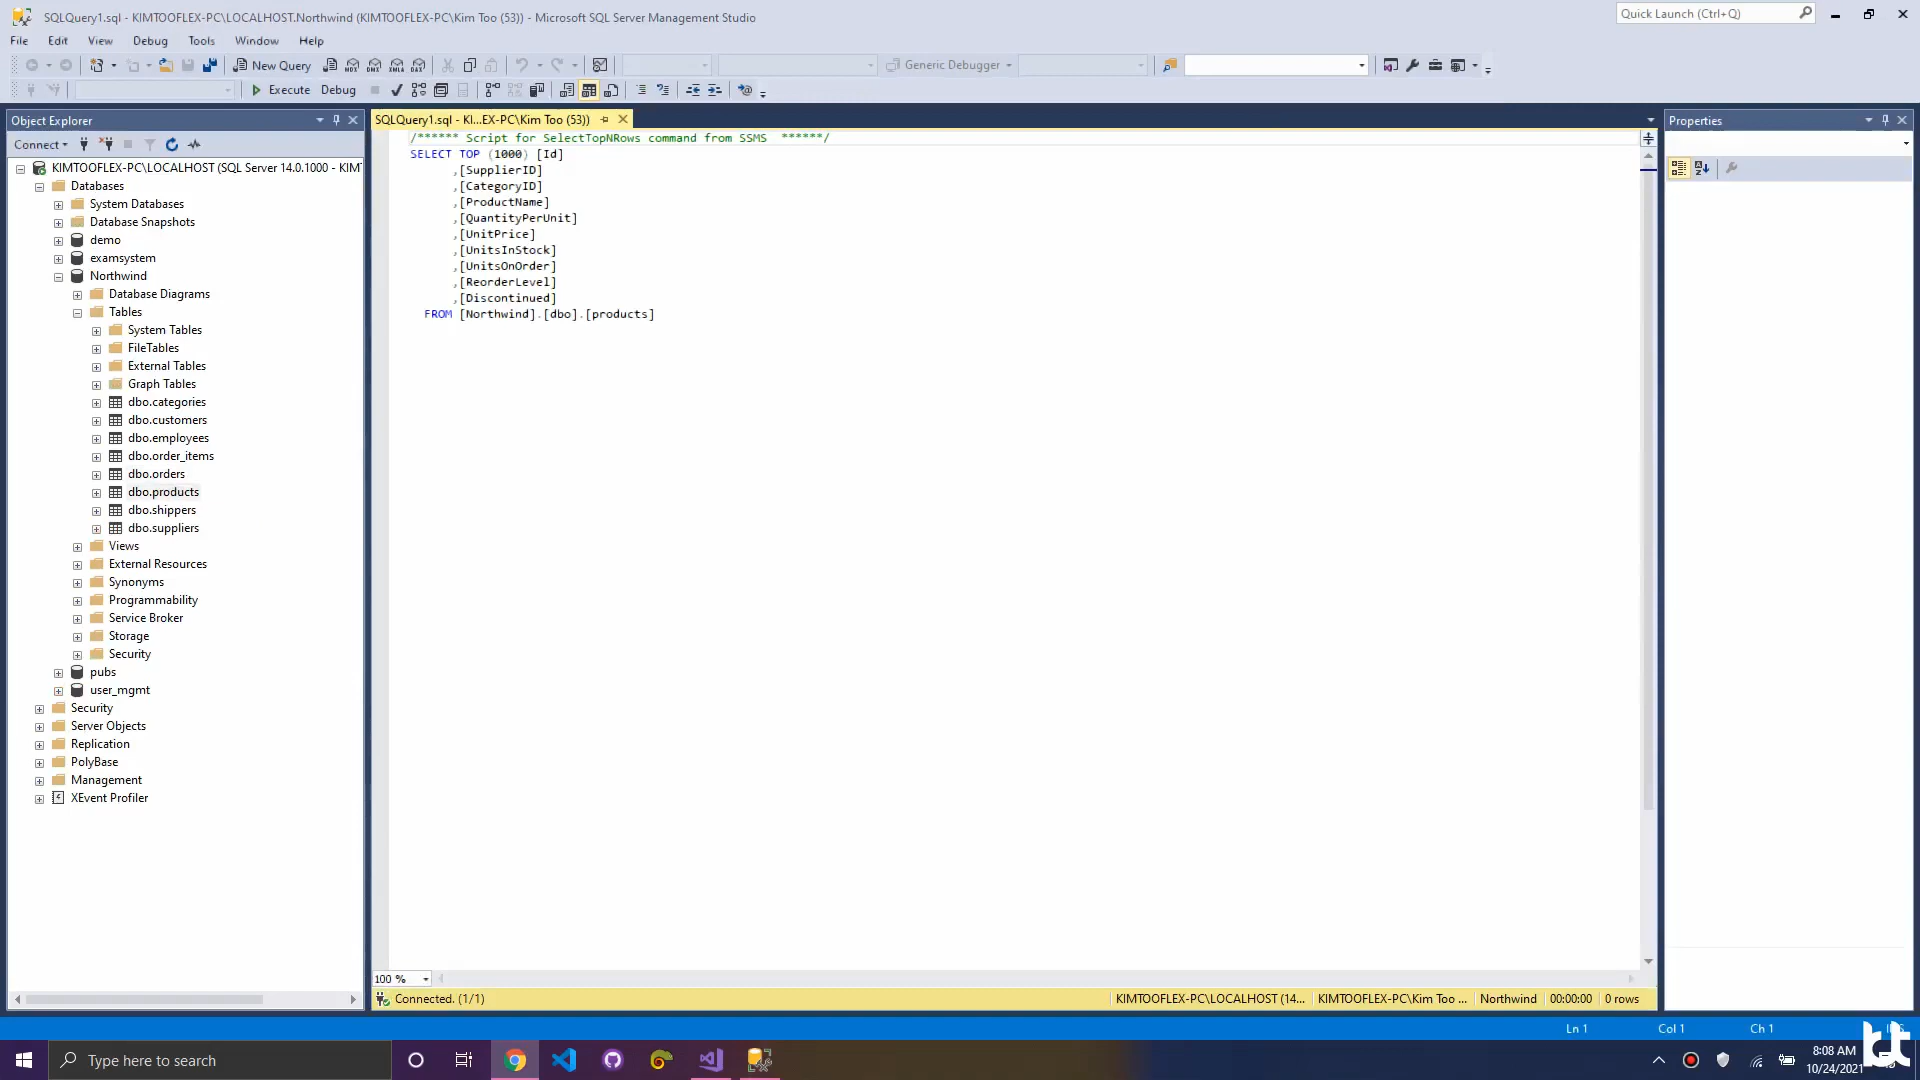 SQLQuery1.sql - KIMTOOFLEX-PC\LOCALHOST.Northwind (KIMTOOFLEX-PC\Kim Too (53)) - Microsoft SQL Server Management Studio
Quick Launch (Ctrl+Q)
File Edit View Debug Tools Window Help
New Query
Generic Debugger
Execute Debug
Object Explorer
Connect
KIMTOOFLEX-PC\LOCALHOST (SQL Server 14.0.1000 - KIM
Databases
System Databases
Database Snapshots
demo
examsystem
Northwind
Database Diagrams
Tables
System Tables
FileTables
External Tables
Graph Tables
dbo.categories
dbo.customers
dbo.employees
dbo.order_items
dbo.orders
dbo.products
dbo.shippers
dbo.suppliers
Views
External Resources
Synonyms
Programmability
Service Broker
Storage
Security
pubs
user_mgmt
Security
Server Objects
Replication
PolyBase
Management
XEvent Profiler
SQLQuery1.sql - KI...EX-PC\Kim Too (53))
/****** Script for SelectTopNRows command from SSMS ******/
SELECT TOP (1000) [Id]
,[SupplierID]
,[CategoryID]
,[ProductName]
,[QuantityPerUnit]
,[UnitPrice]
,[UnitsInStock]
,[UnitsOnOrder]
,[ReorderLevel]
,[Discontinued]
FROM [Northwind].[dbo].[products]
100 %
Connected. (1/1)
KIMTOOFLEX-PC\LOCALHOST (14... KIMTOOFLEX-PC\Kim Too ... Northwind 00:00:00 0 rows
Properties
Ln 1 Col 1 Ch 1
Type here to search
8:08 AM
10/24/2021